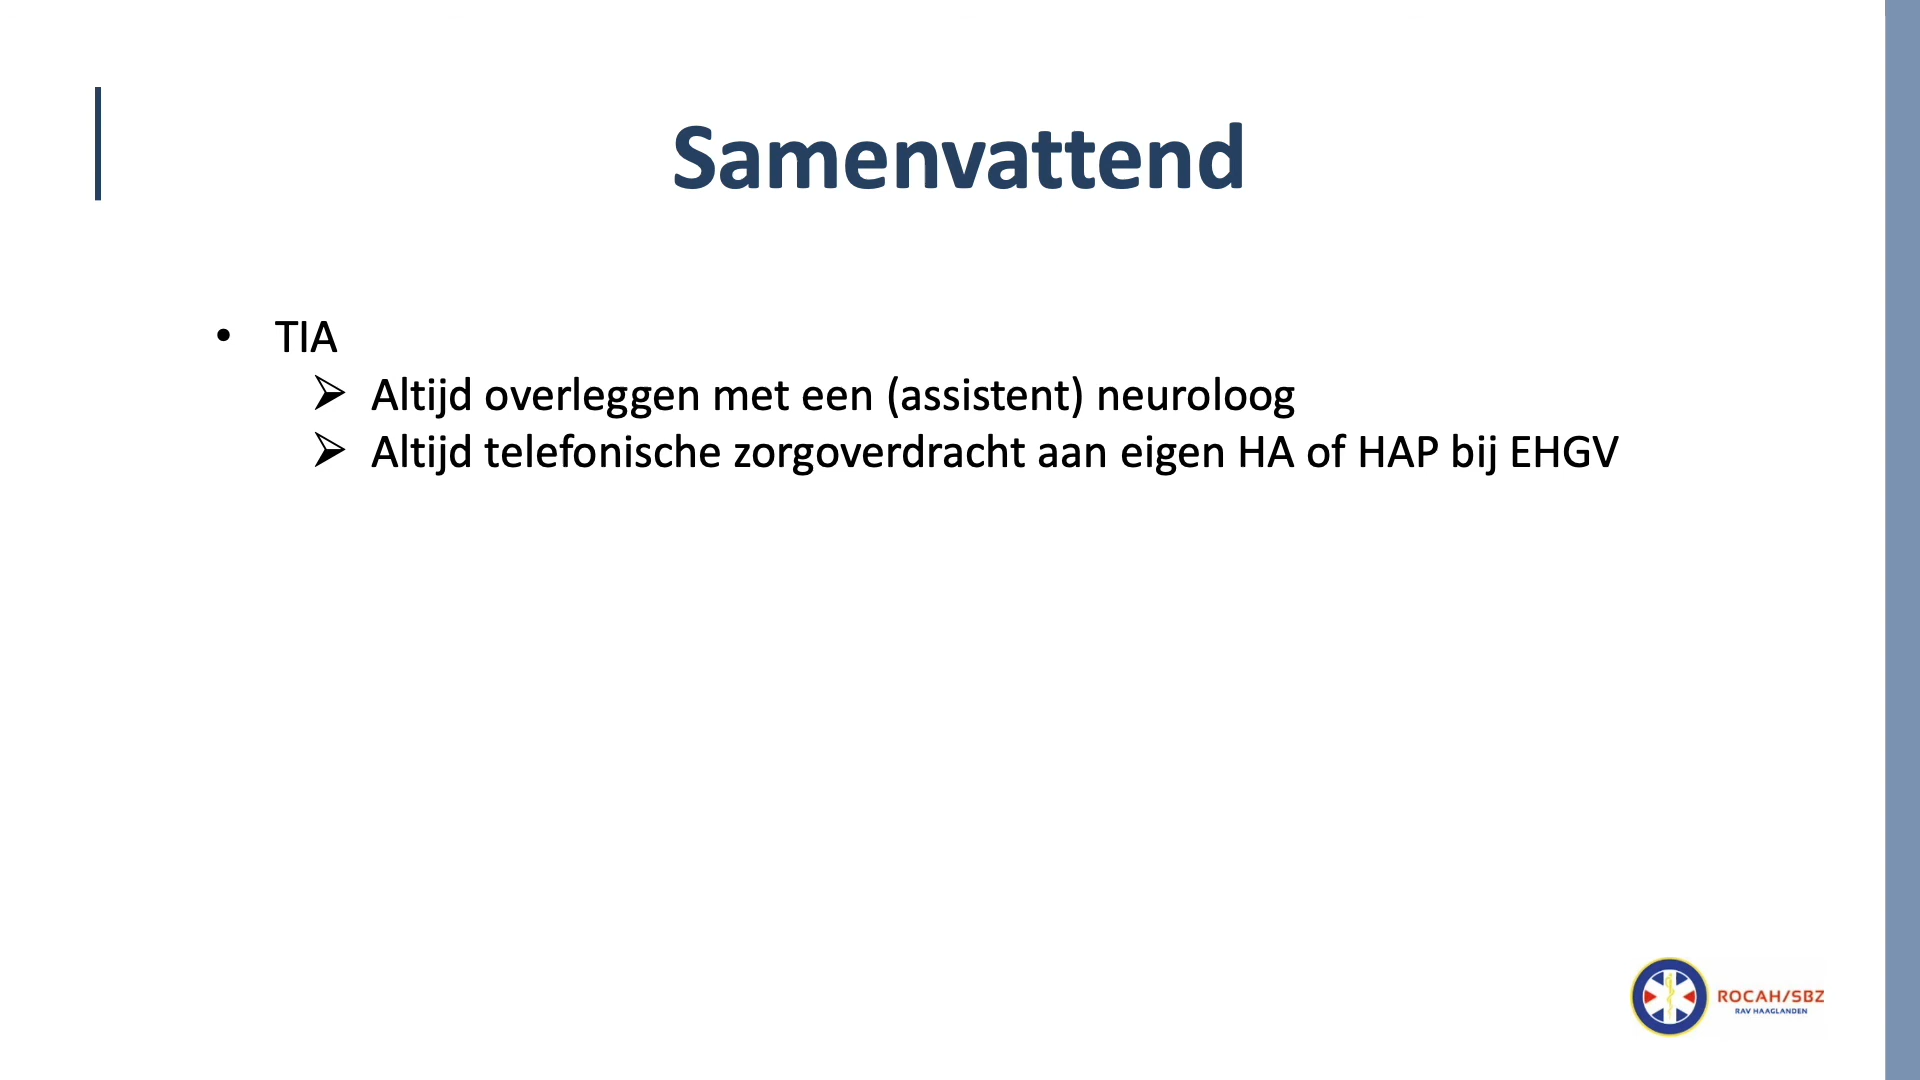 Samenvattend
• TIA
➢ Altijd overleggen met een (assistent) neuroloog
➢ Altijd telefonische zorgoverdracht aan eigen HA of HAP bij EHGV
ROCAH/SBZ
RAV HAAGLANDEN